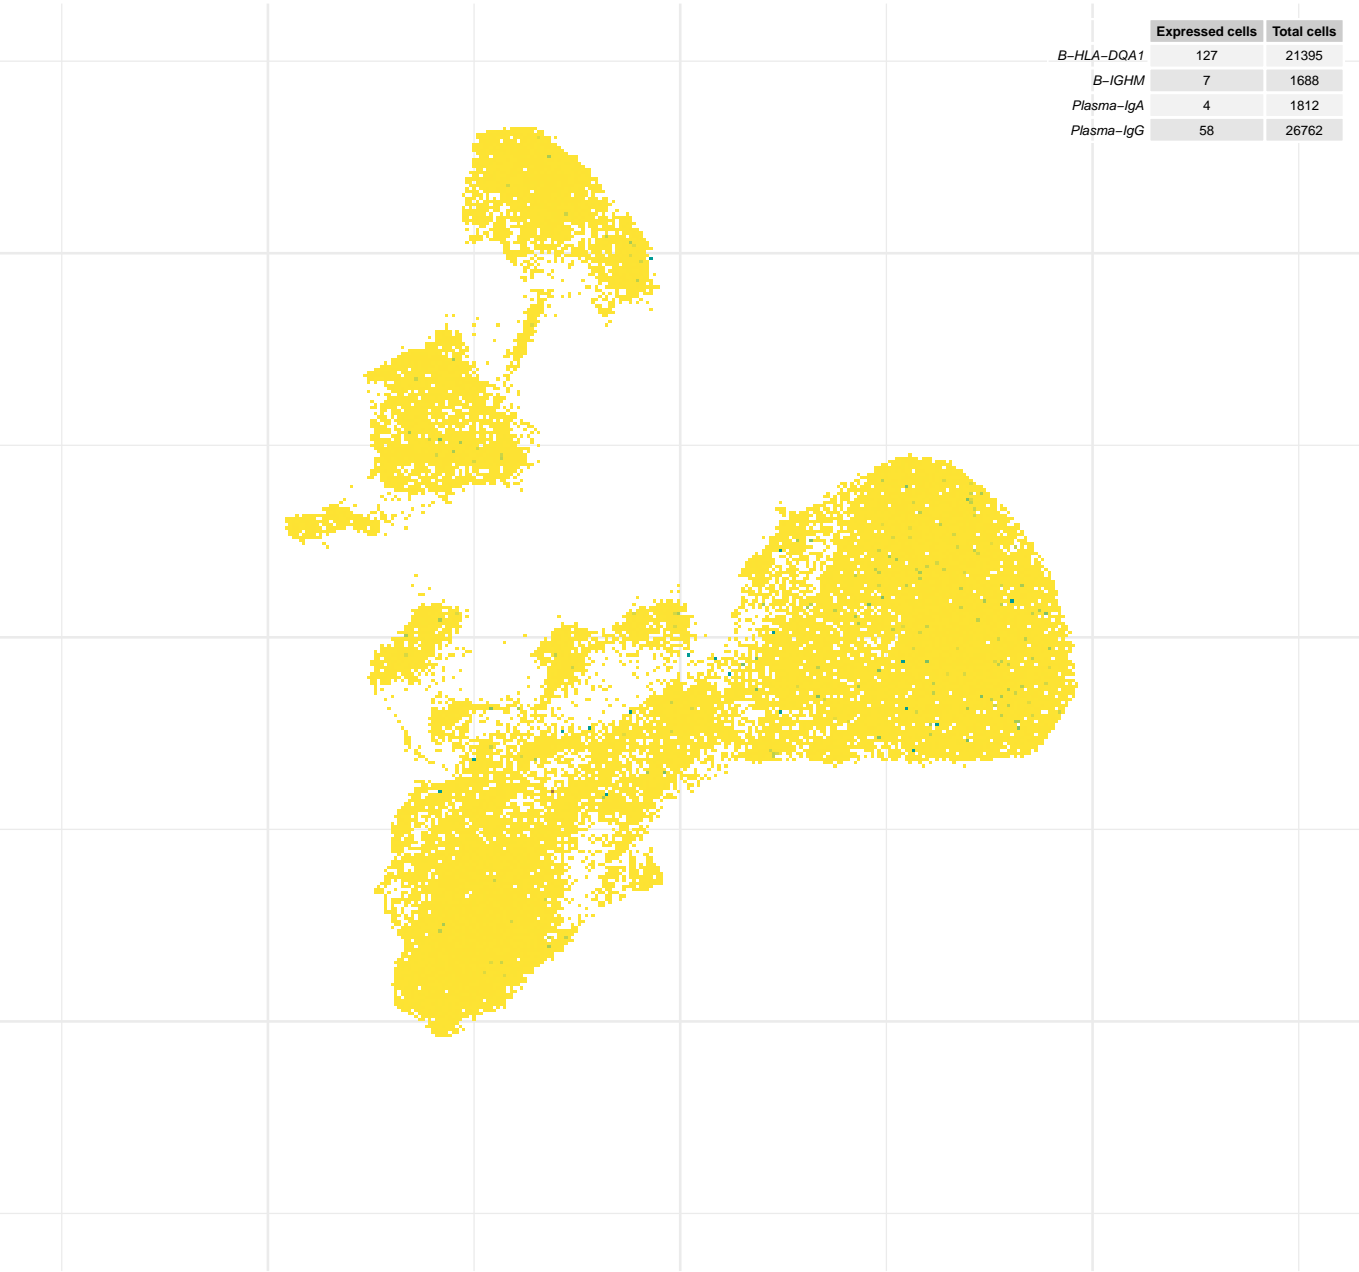 Expressed cells Total cells
B−HLA−DQA1 127 21395
B−IGHM 7 1688
Plasma−IgA 4 1812
Plasma−IgG 58 26762